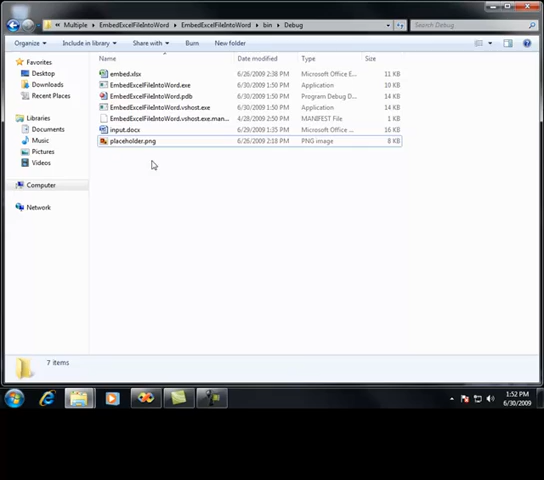 « Multiple ▸ EmbedExcelFileIntoWord ▸ EmbedExcelFileIntoWord ▸ bin ▸ Debug
Search Debug
Organize Include in library Share with Burn New folder
Favorites
Desktop
Downloads
Recent Places
Libraries
Documents
Music
Pictures
Videos
Computer
Network
Name Date modified Type Size
embed.xlsx 6/26/2009 2:38 PM Microsoft Office E... 11 KB
EmbedExcelFileIntoWord.exe 6/30/2009 1:50 PM Application 10 KB
EmbedExcelFileIntoWord.pdb 6/30/2009 1:50 PM Program Debug D... 14 KB
EmbedExcelFileIntoWord.vshost.exe 6/30/2009 1:50 PM Application 14 KB
EmbedExcelFileIntoWord.vshost.exe.man... 4/28/2009 2:50 PM MANIFEST File 1 KB
input.docx 6/29/2009 1:35 PM Microsoft Office ... 16 KB
placeholder.png 6/26/2009 2:18 PM PNG image 8 KB
7 items
1:52 PM
6/30/2009